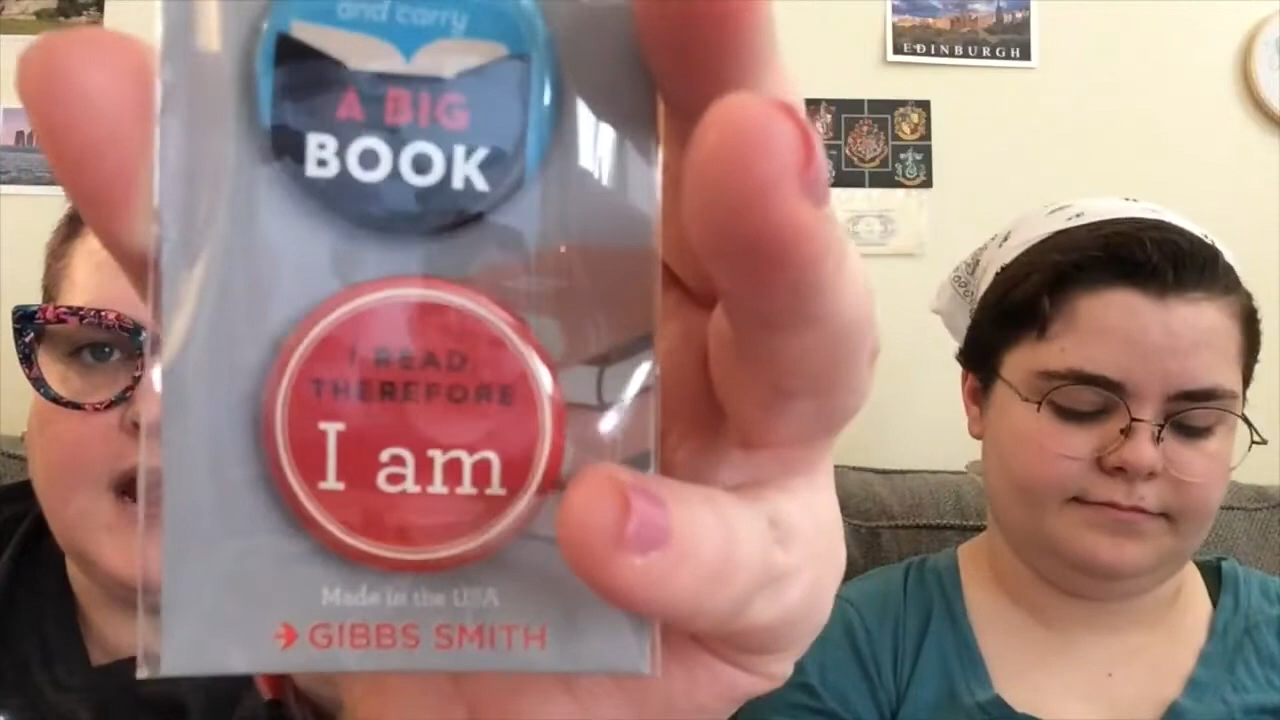 and carry
A BIG
BOOK
I READ,
THEREFORE
I am
Made in the USA
GIBBS SMITH
EDINBURGH